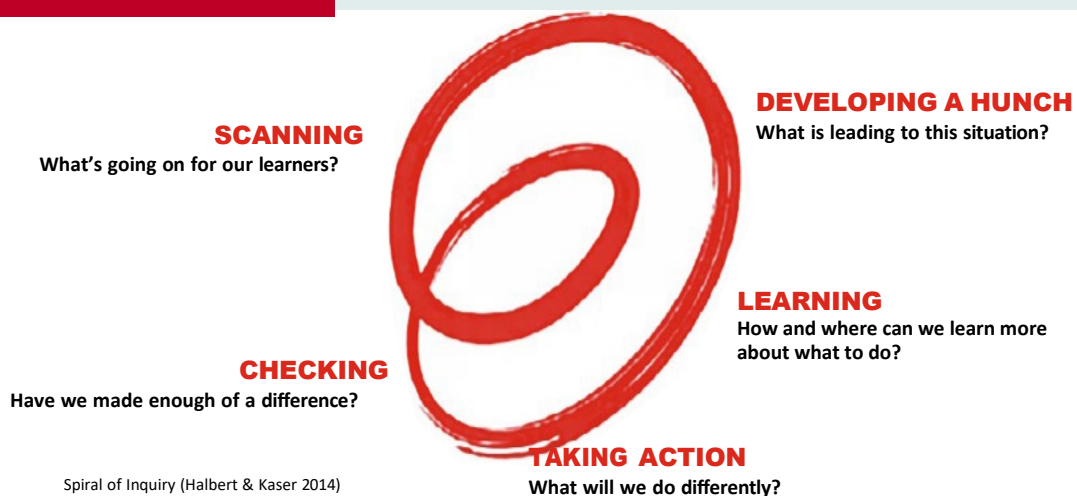 SCANNING
What’s going on for our learners?
DEVELOPING A HUNCH
What is leading to this situation?
LEARNING
How and where can we learn more
about what to do?
TAKING ACTION
What will we do differently?
CHECKING
Have we made enough of a difference?
Spiral of Inquiry (Halbert & Kaser 2014)